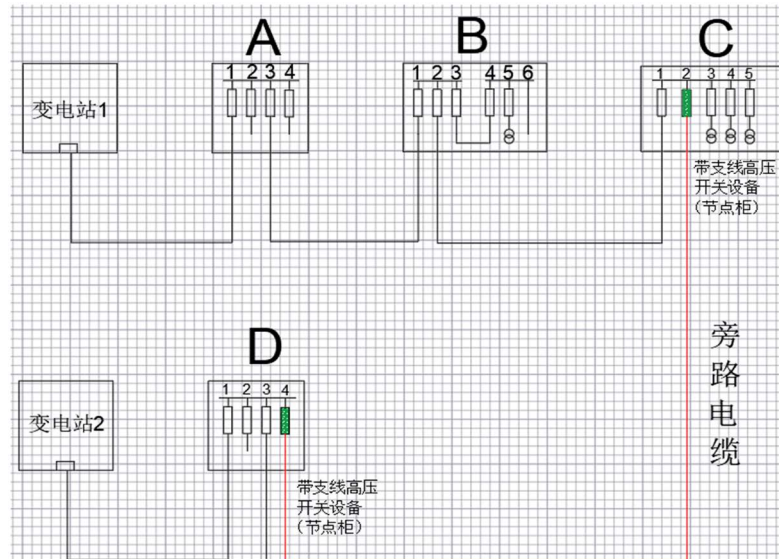 A
B
C
1 2 3 4
1 2 3 4 5 6
1 2 3 4 5
变电站1
带支线高压
开关设备
（节点柜）
旁路电缆
D
1 2 3 4
变电站2
带支线高压
开关设备
（节点柜）